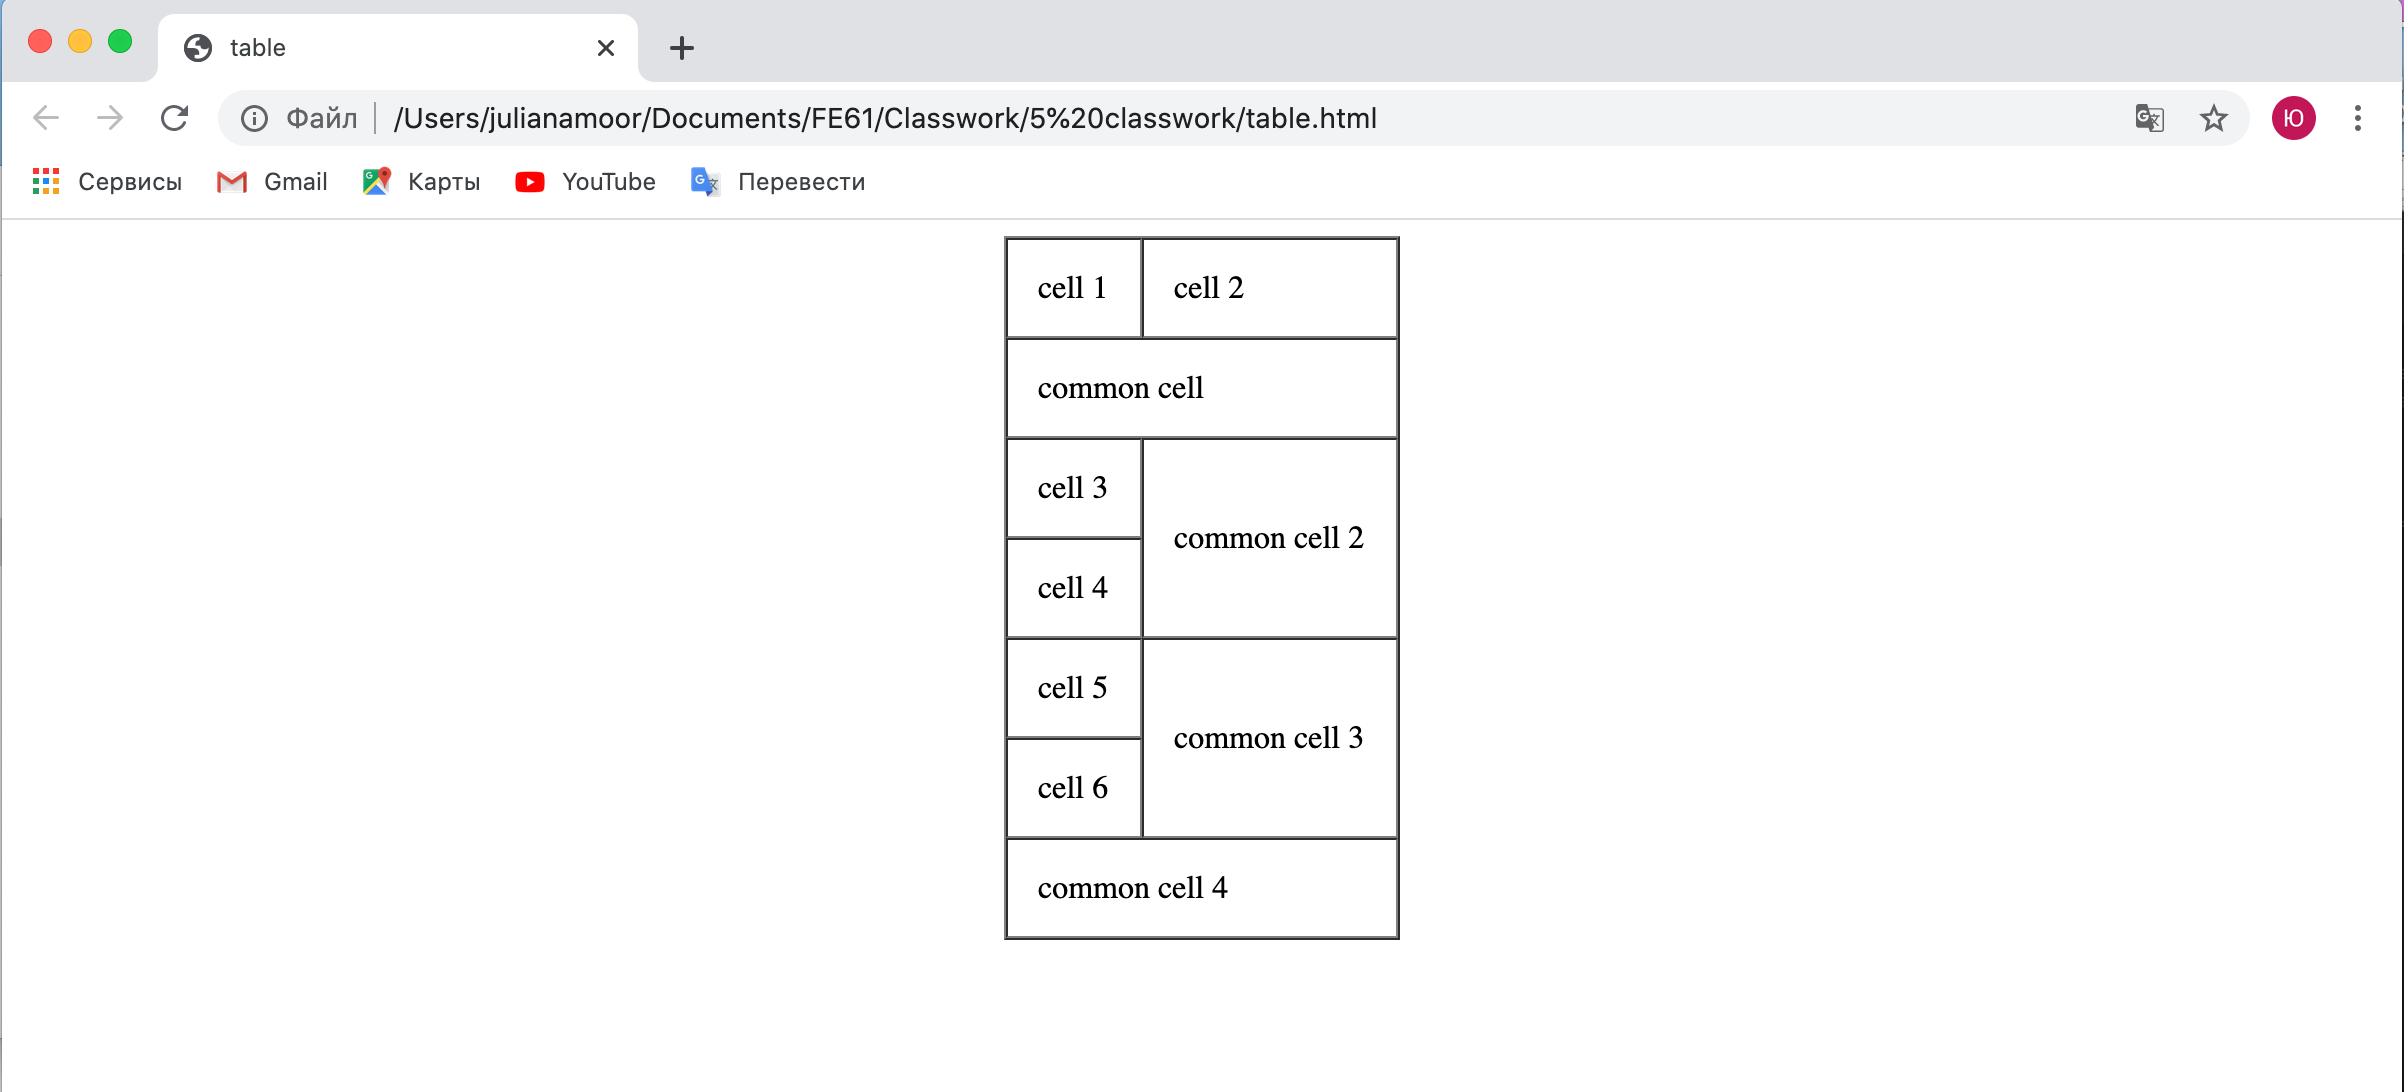 table
Файл /Users/julianamoor/Documents/FE61/Classwork/5%20classwork/table.html
Ю
Сервисы Gmail Карты YouTube Перевести
cell 1 cell 2
common cell
cell 3
common cell 2
cell 4
cell 5
common cell 3
cell 6
common cell 4